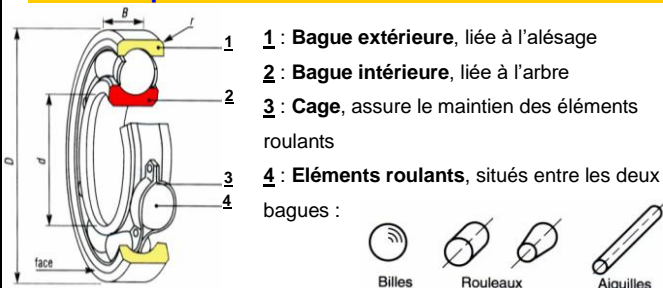 B
r
D
d
face
1
2
3
4
1 : Bague extérieure, liée à l'alésage
2 : Bague intérieure, liée à l'arbre
3 : Cage, assure le maintien des éléments
roulants
4 : Eléments roulants, situés entre les deux
bagues :
Billes Rouleaux Aiguilles